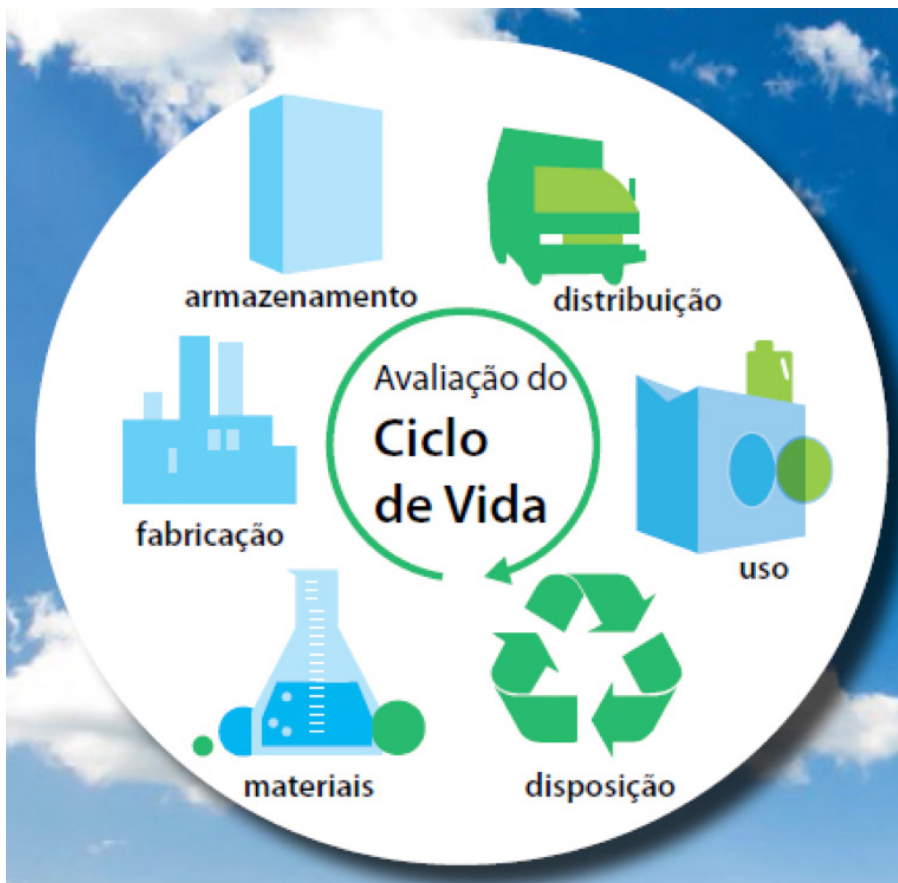 armazenamento
distribuição
Avaliação do
Ciclo
de Vida
fabricação
uso
materiais
disposição